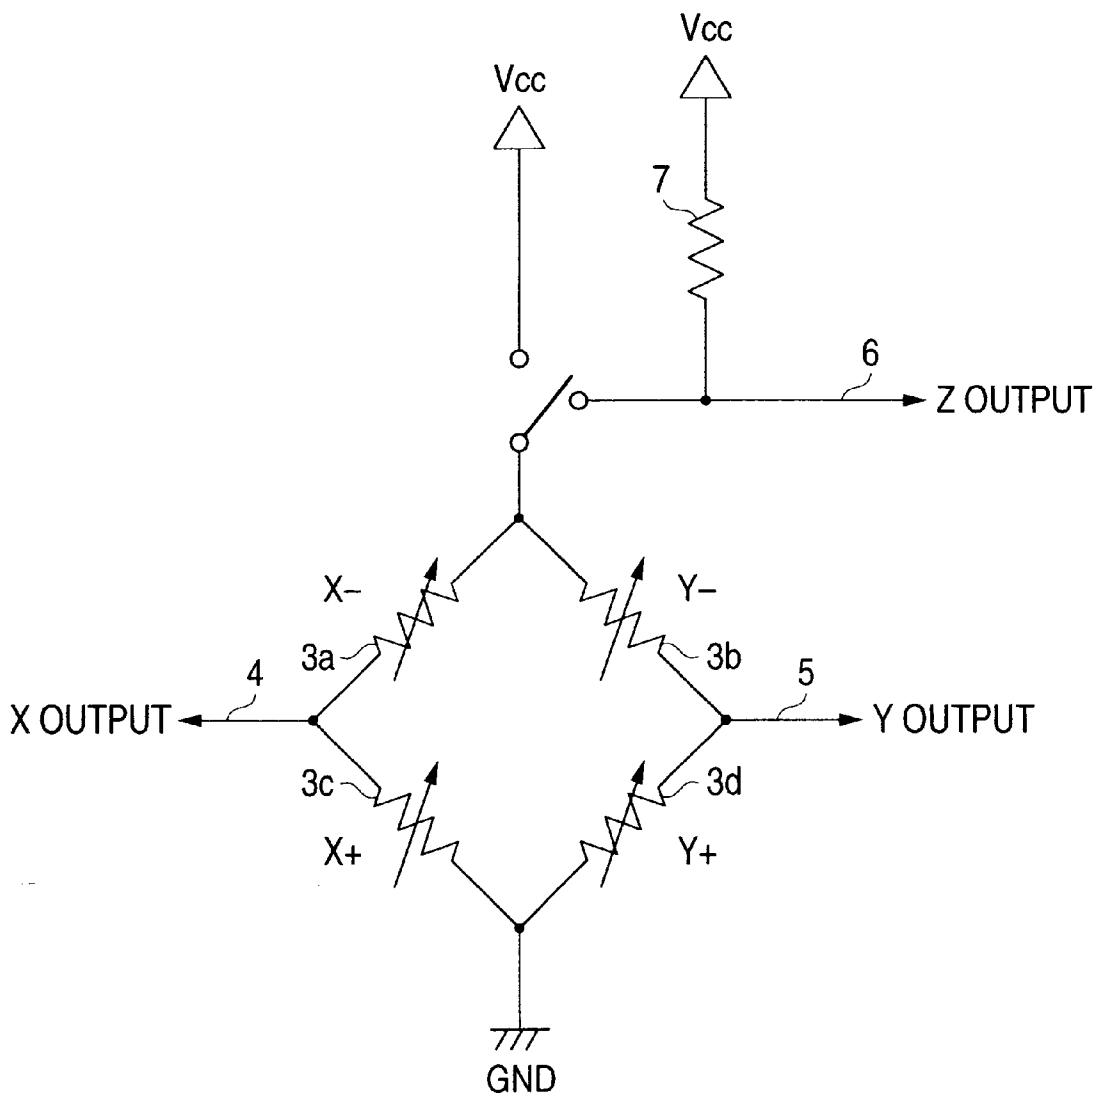 Vcc
Vcc
7
6
Z OUTPUT
X–
Y–
3a
3b
4
5
X OUTPUT
Y OUTPUT
3c
3d
X+
Y+
GND